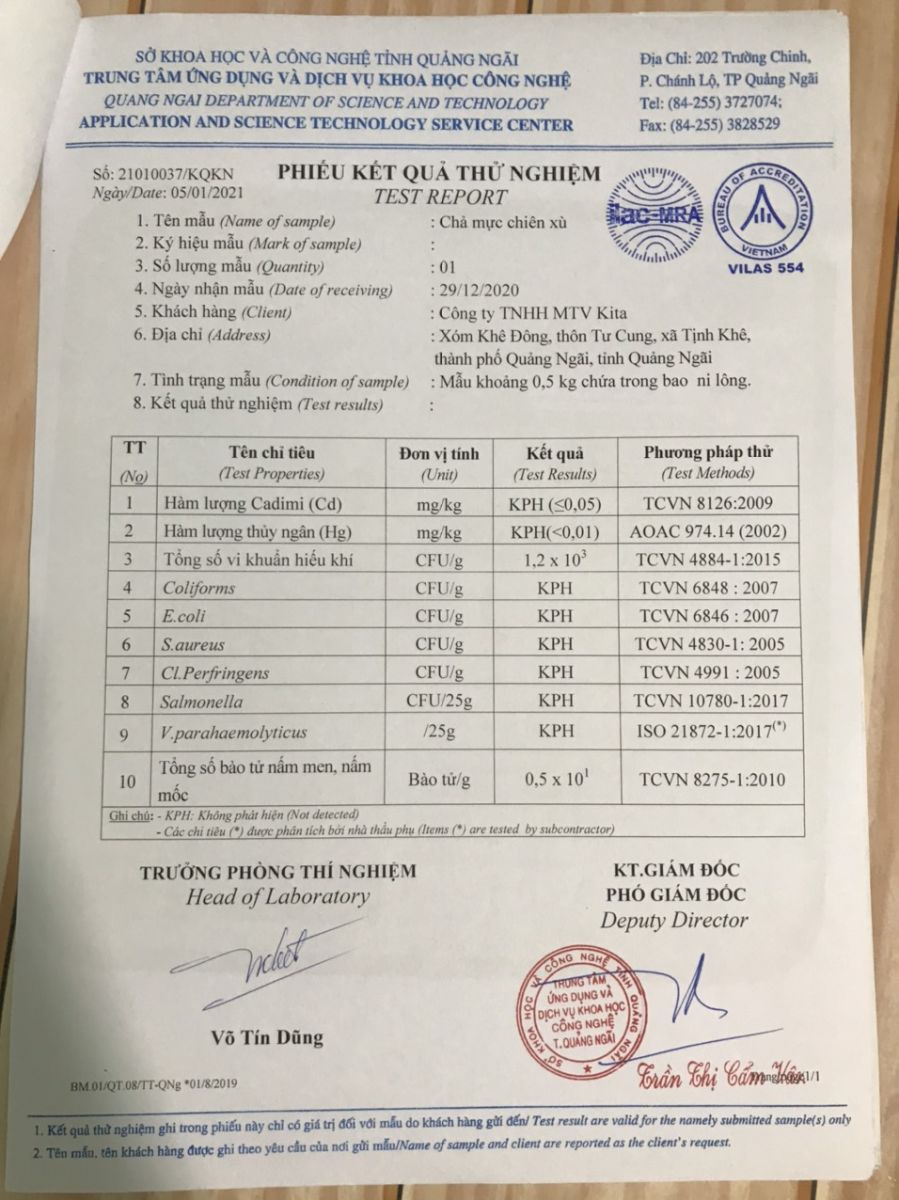 SỞ KHOA HỌC VÀ CÔNG NGHỆ TỈNH QUẢNG NGÃI
TRUNG TÂM ỨNG DỤNG VÀ DỊCH VỤ KHOA HỌC CÔNG NGHỆ
QUANG NGAI DEPARTMENT OF SCIENCE AND TECHNOLOGY
APPLICATION AND SCIENCE TECHNOLOGY SERVICE CENTER
Địa Chỉ: 202 Trường Chinh,
P. Chánh Lộ, TP Quảng Ngãi
Tel: (84-255) 3727074;
Fax: (84-255) 3828529
Số: 21010037/KQKN
Ngày/Date: 05/01/2021
PHIẾU KẾT QUẢ THỬ NGHIỆM
TEST REPORT
ilac-MRA
BUREAU OF ACCREDITATION
VIETNAM
VILAS 554
1. Tên mẫu (Name of sample) : Chả mực chiên xù
2. Ký hiệu mẫu (Mark of sample) :
3. Số lượng mẫu (Quantity) : 01
4. Ngày nhận mẫu (Date of receiving) : 29/12/2020
5. Khách hàng (Client) : Công ty TNHH MTV Kita
6. Địa chỉ (Address) : Xóm Khê Đông, thôn Tư Cung, xã Tịnh Khê,
thành phố Quảng Ngãi, tỉnh Quảng Ngãi
7. Tình trạng mẫu (Condition of sample) : Mẫu khoảng 0,5 kg chứa trong bao ni lông.
8. Kết quả thử nghiệm (Test results) :
TT Tên chỉ tiêu Đơn vị tính Kết quả Phương pháp thử
(No) (Test Properties) (Unit) (Test Results) (Test Methods)
1 Hàm lượng Cadimi (Cd) mg/kg KPH (≤0,05) TCVN 8126:2009
2 Hàm lượng thủy ngân (Hg) mg/kg KPH(<0,01) AOAC 974.14 (2002)
3 Tổng số vi khuẩn hiếu khí CFU/g 1,2 x 10³ TCVN 4884-1:2015
4 Coliforms CFU/g KPH TCVN 6848 : 2007
5 E.coli CFU/g KPH TCVN 6846 : 2007
6 S.aureus CFU/g KPH TCVN 4830-1: 2005
7 Cl.Perfringens CFU/g KPH TCVN 4991 : 2005
8 Salmonella CFU/25g KPH TCVN 10780-1:2017
9 V.parahaemolyticus /25g KPH ISO 21872-1:2017(*)
10 Tổng số bào tử nấm men, nấm mốc Bào tử/g 0,5 x 10¹ TCVN 8275-1:2010
Ghi chú: - KPH: Không phát hiện (Not detected)
- Các chỉ tiêu (*) được phân tích bởi nhà thầu phụ (Items (*) are tested by subcontractor)
TRƯỞNG PHÒNG THÍ NGHIỆM
Head of Laboratory
Võ Tín Dũng
KT.GIÁM ĐỐC
PHÓ GIÁM ĐỐC
Deputy Director
SỞ KHOA HỌC VÀ CÔNG NGHỆ TỈNH QUẢNG NGÃI
TRUNG TÂM
ỨNG DỤNG VÀ
DỊCH VỤ KHOA HỌC
CÔNG NGHỆ
T.QUẢNG NGÃI
Trần Thị Cẩm
BM.01/QT.08/TT-QNg *01/8/2019
1/1
1. Kết quả thử nghiệm ghi trong phiếu này chỉ có giá trị đối với mẫu do khách hàng gửi đến/ Test result are valid for the namely submitted sample(s) only
2. Tên mẫu, tên khách hàng được ghi theo yêu cầu của nơi gửi mẫu/Name of sample and client are reported as the client's request.